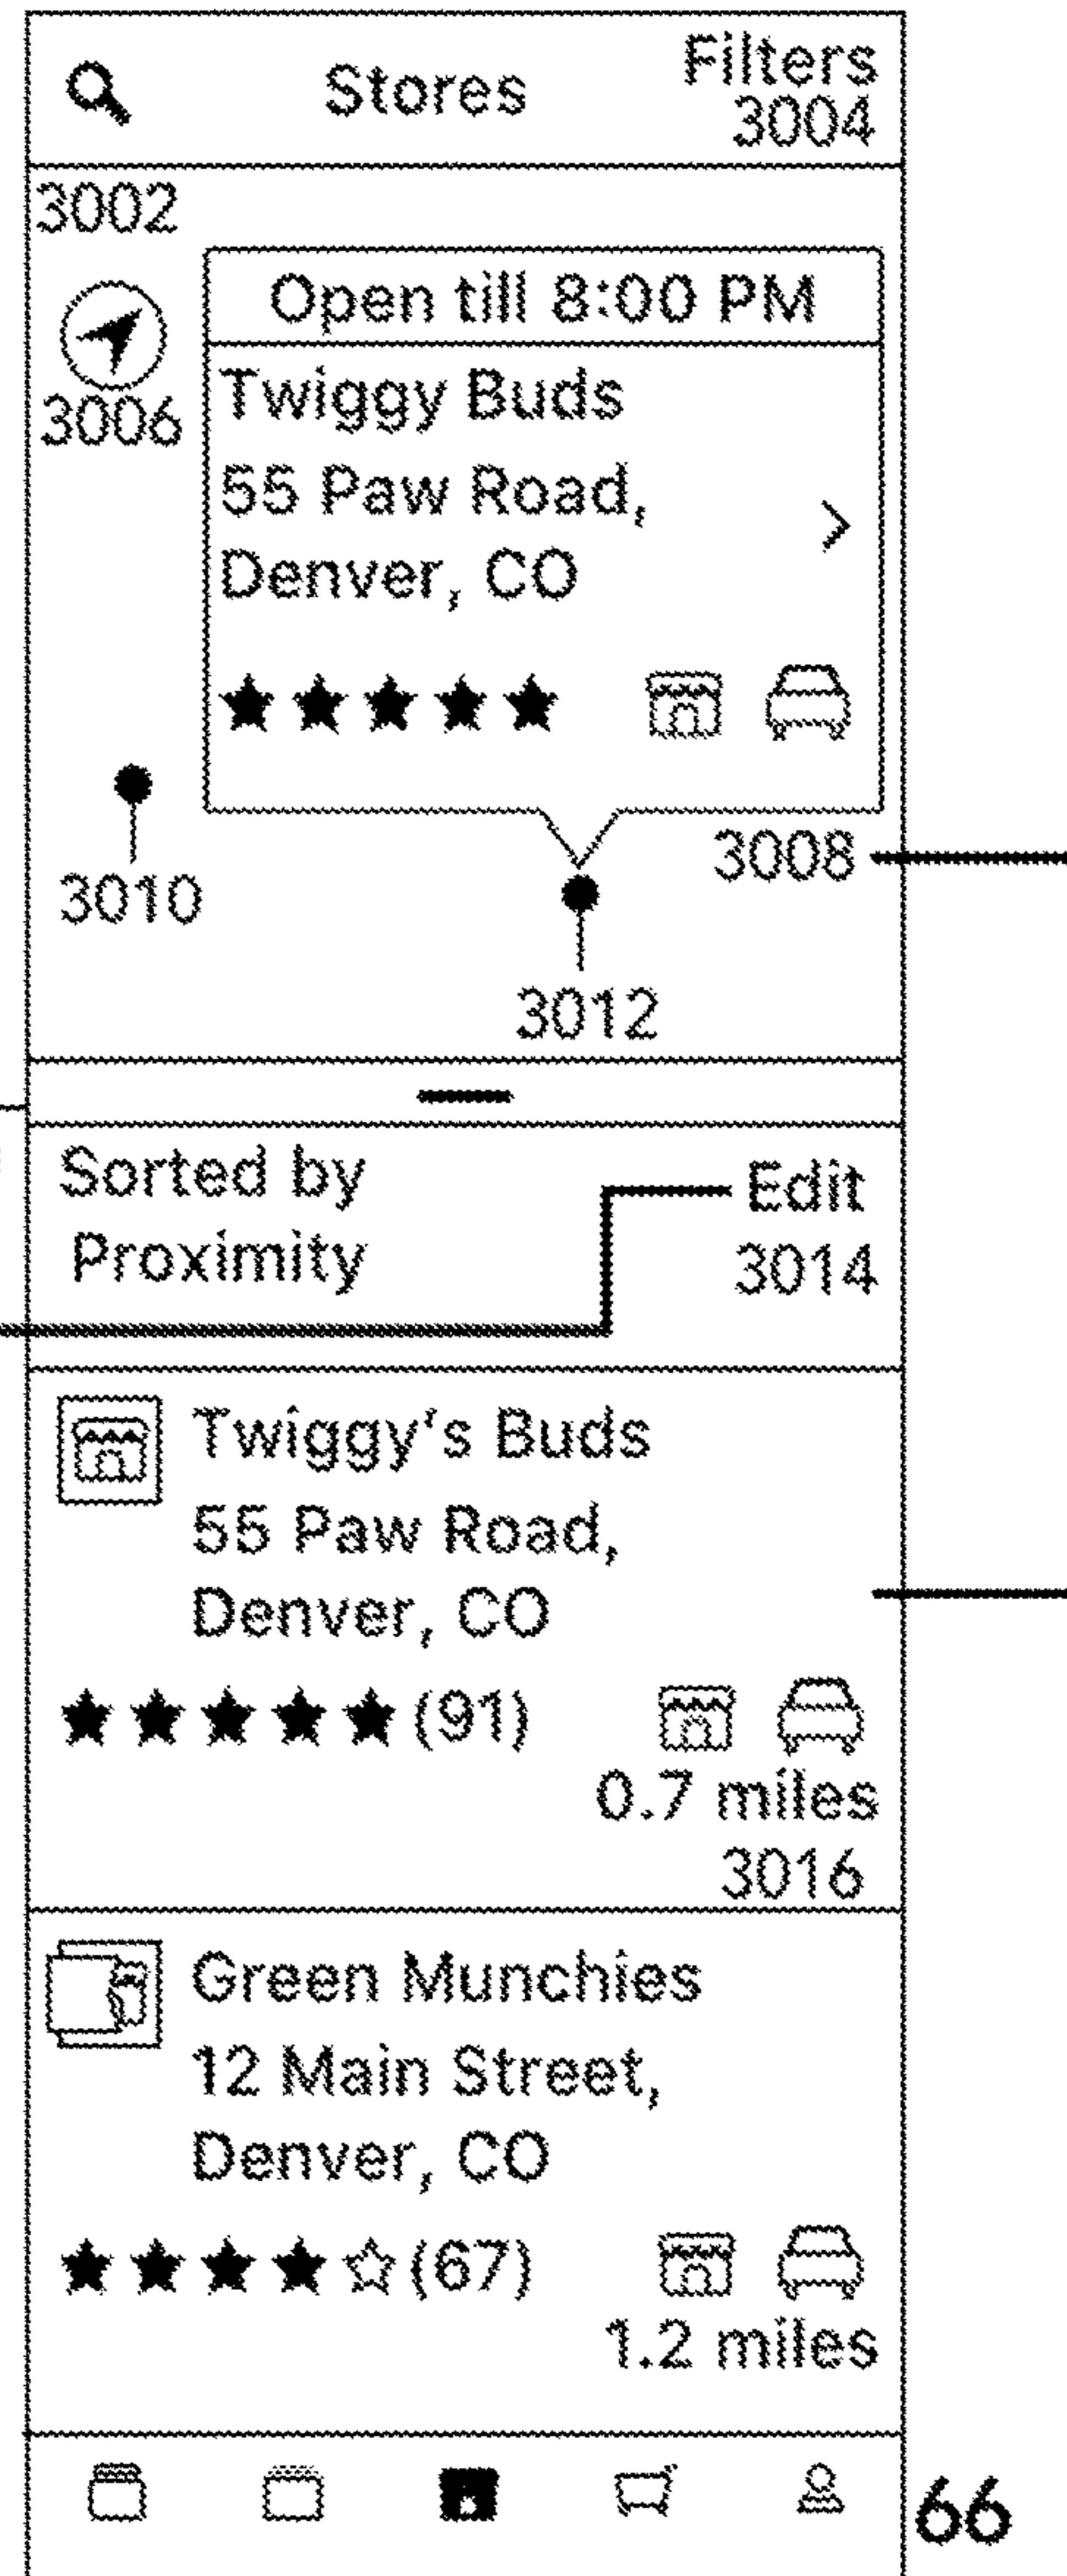 Stores
Filters
3004
3002
Open till 8:00 PM
3006
Twiggy Buds
55 Paw Road,
Denver, CO
3008
3010
3012
Sorted by
Proximity
Edit
3014
Twiggy's Buds
55 Paw Road,
Denver, CO
(91)
0.7 miles
3016
Green Munchies
12 Main Street,
Denver, CO
(67)
1.2 miles
66